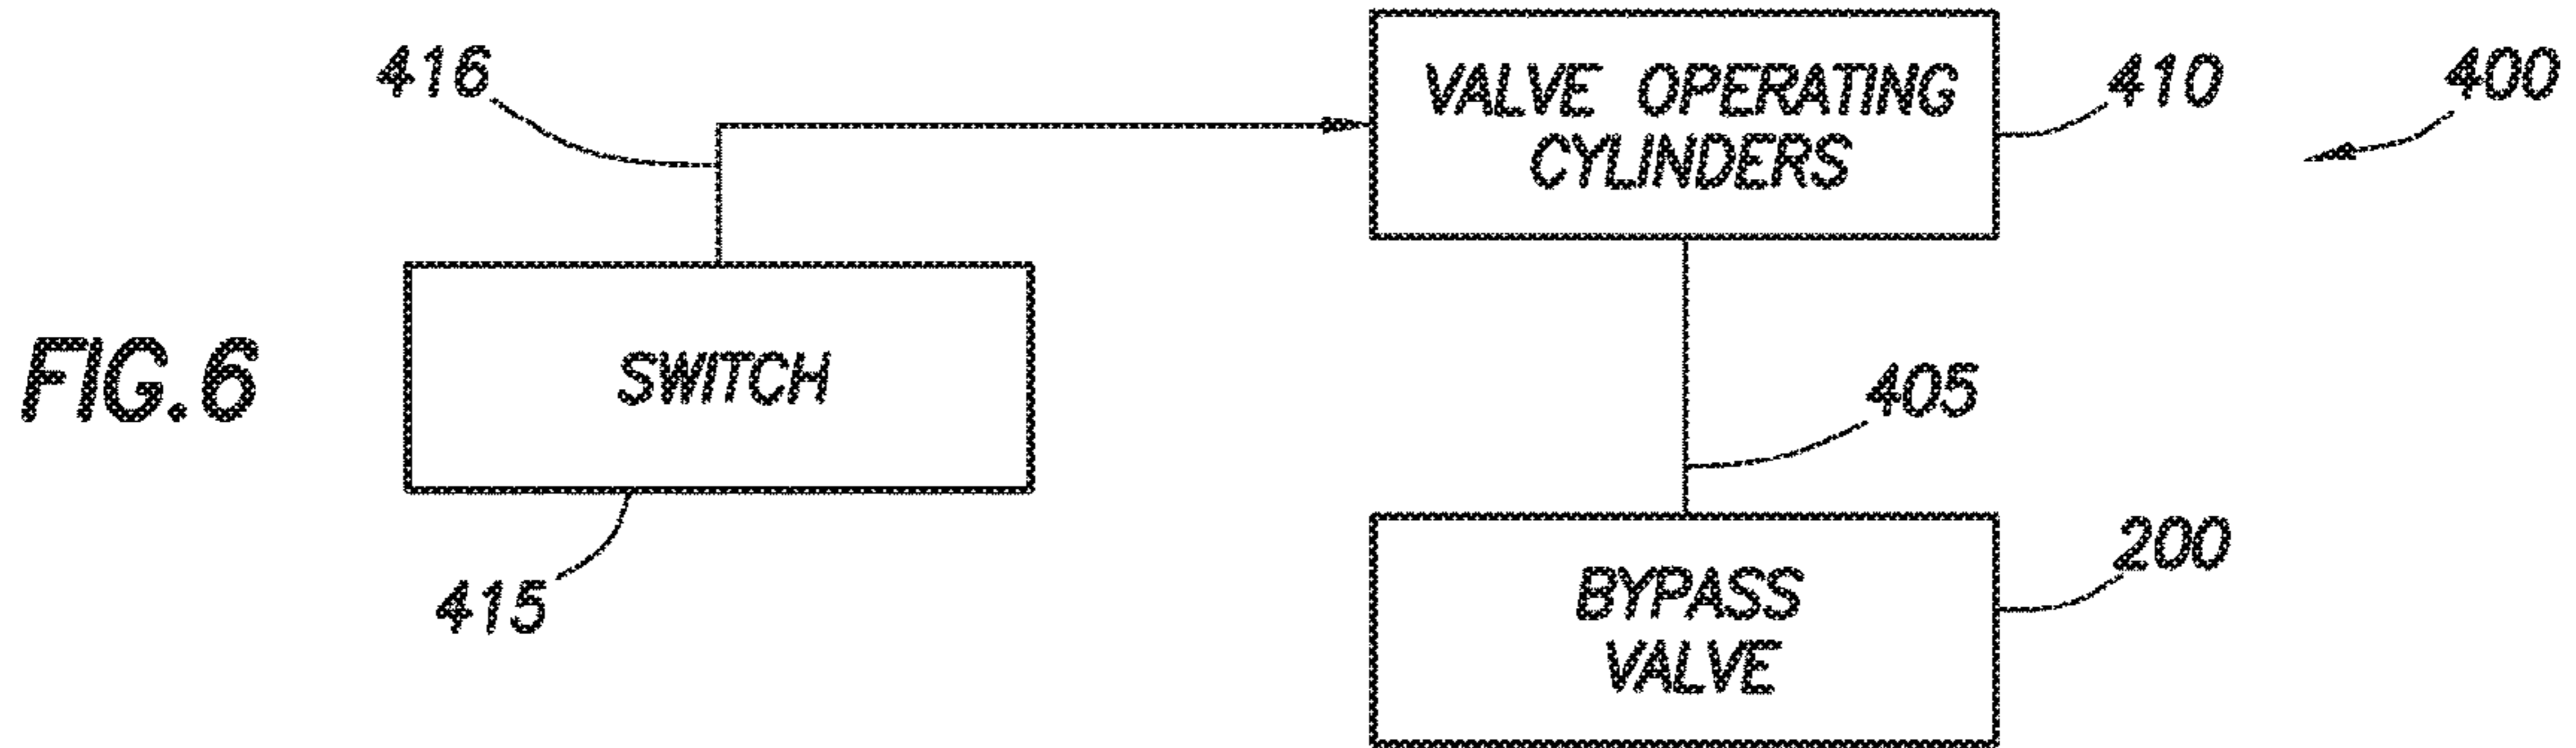 416
VALVE OPERATING
CYLINDERS
410
400
FIG. 6
SWITCH
405
415
BYPASS
VALVE
200